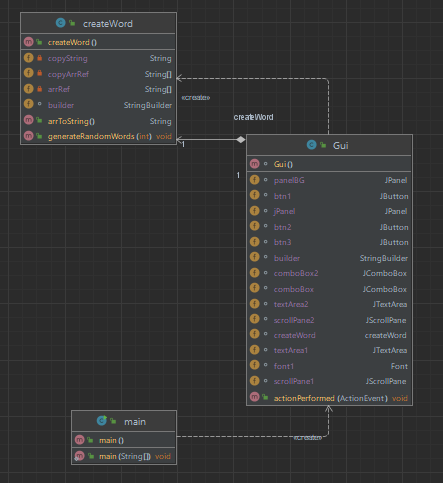 createWord
createWord ()
copyString String
copyArrRef String[]
arrRef String[]
builder StringBuilder
arrToString() String
generateRandomWords (int) void
«create»
createWord
1
1
Gui
Gui ()
panelBG JPanel
btn1 JButton
jPanel JPanel
btn2 JButton
btn3 JButton
builder StringBuilder
comboBox2 JComboBox
comboBox JComboBox
textArea2 JTextArea
scrollPane2 JScrollPane
createWord createWord
textArea1 JTextArea
font1 Font
scrollPane1 JScrollPane
actionPerformed (ActionEvent) void
main
main ()
main (String[]) void
«create»